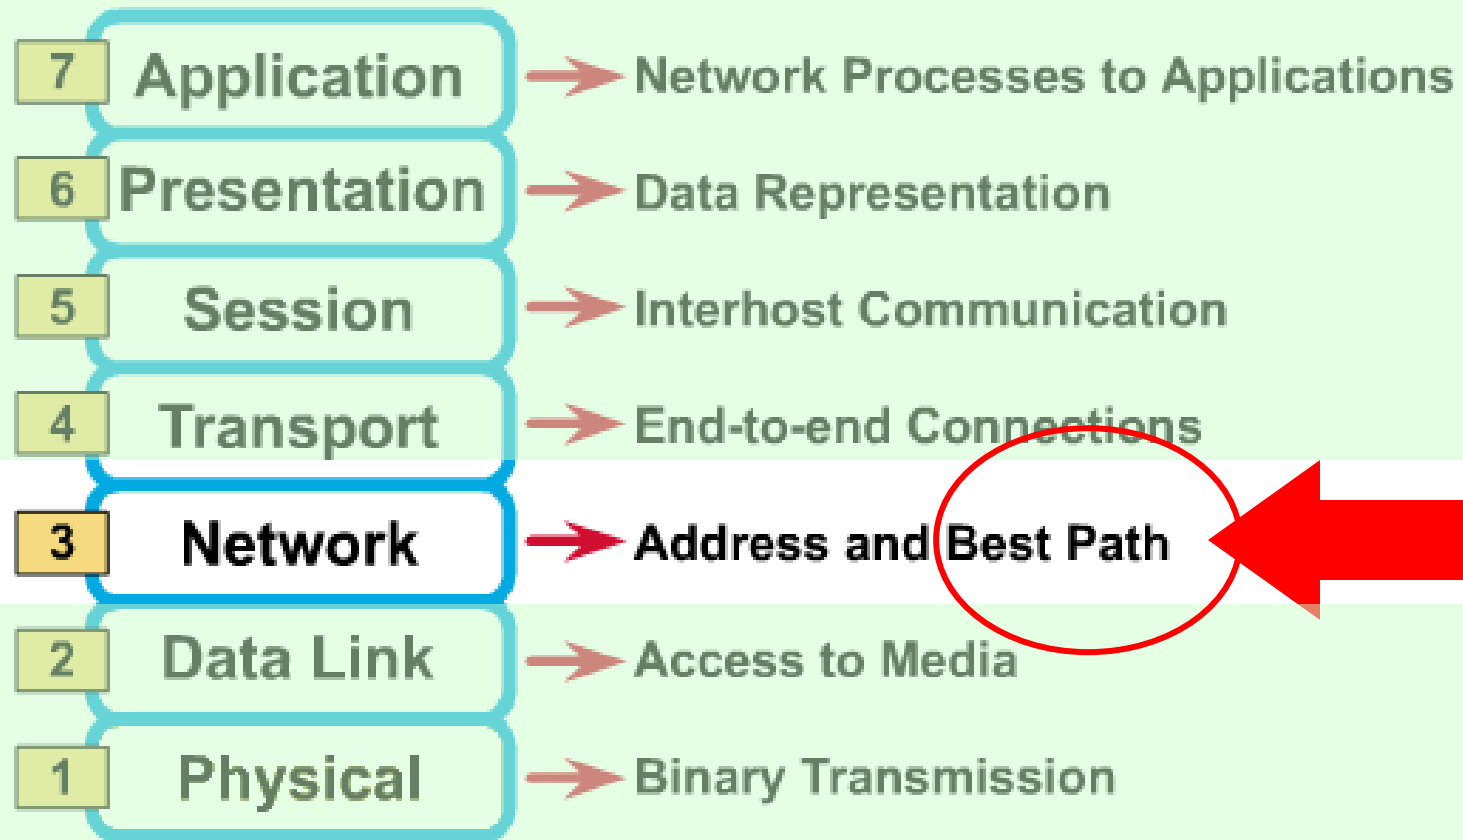 7 Application Network Processes to Applications
6 Presentation Data Representation
5 Session Interhost Communication
4 Transport End-to-end Connections
3 Network Address and Best Path
2 Data Link Access to Media
1 Physical Binary Transmission